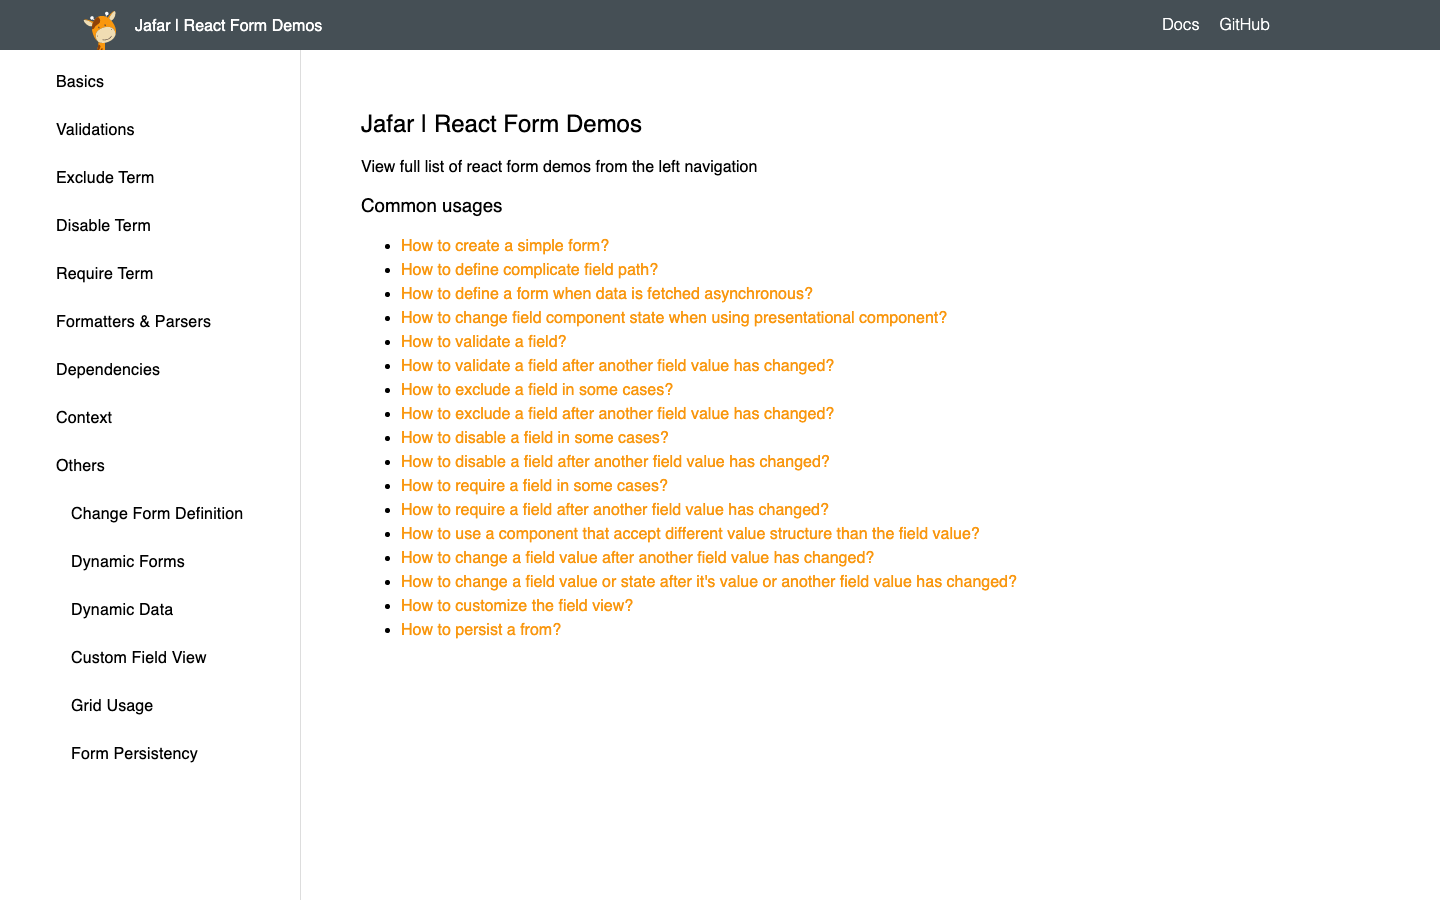 Jafar | React Form Demos
Docs
GitHub
Basics
Validations
Exclude Term
Disable Term
Require Term
Formatters & Parsers
Dependencies
Context
Others
Change Form Definition
Dynamic Forms
Dynamic Data
Custom Field View
Grid Usage
Form Persistency
Jafar | React Form Demos
View full list of react form demos from the left navigation
Common usages
How to create a simple form?
How to define complicate field path?
How to define a form when data is fetched asynchronous?
How to change field component state when using presentational component?
How to validate a field?
How to validate a field after another field value has changed?
How to exclude a field in some cases?
How to exclude a field after another field value has changed?
How to disable a field in some cases?
How to disable a field after another field value has changed?
How to require a field in some cases?
How to require a field after another field value has changed?
How to use a component that accept different value structure than the field value?
How to change a field value after another field value has changed?
How to change a field value or state after it's value or another field value has changed?
How to customize the field view?
How to persist a from?